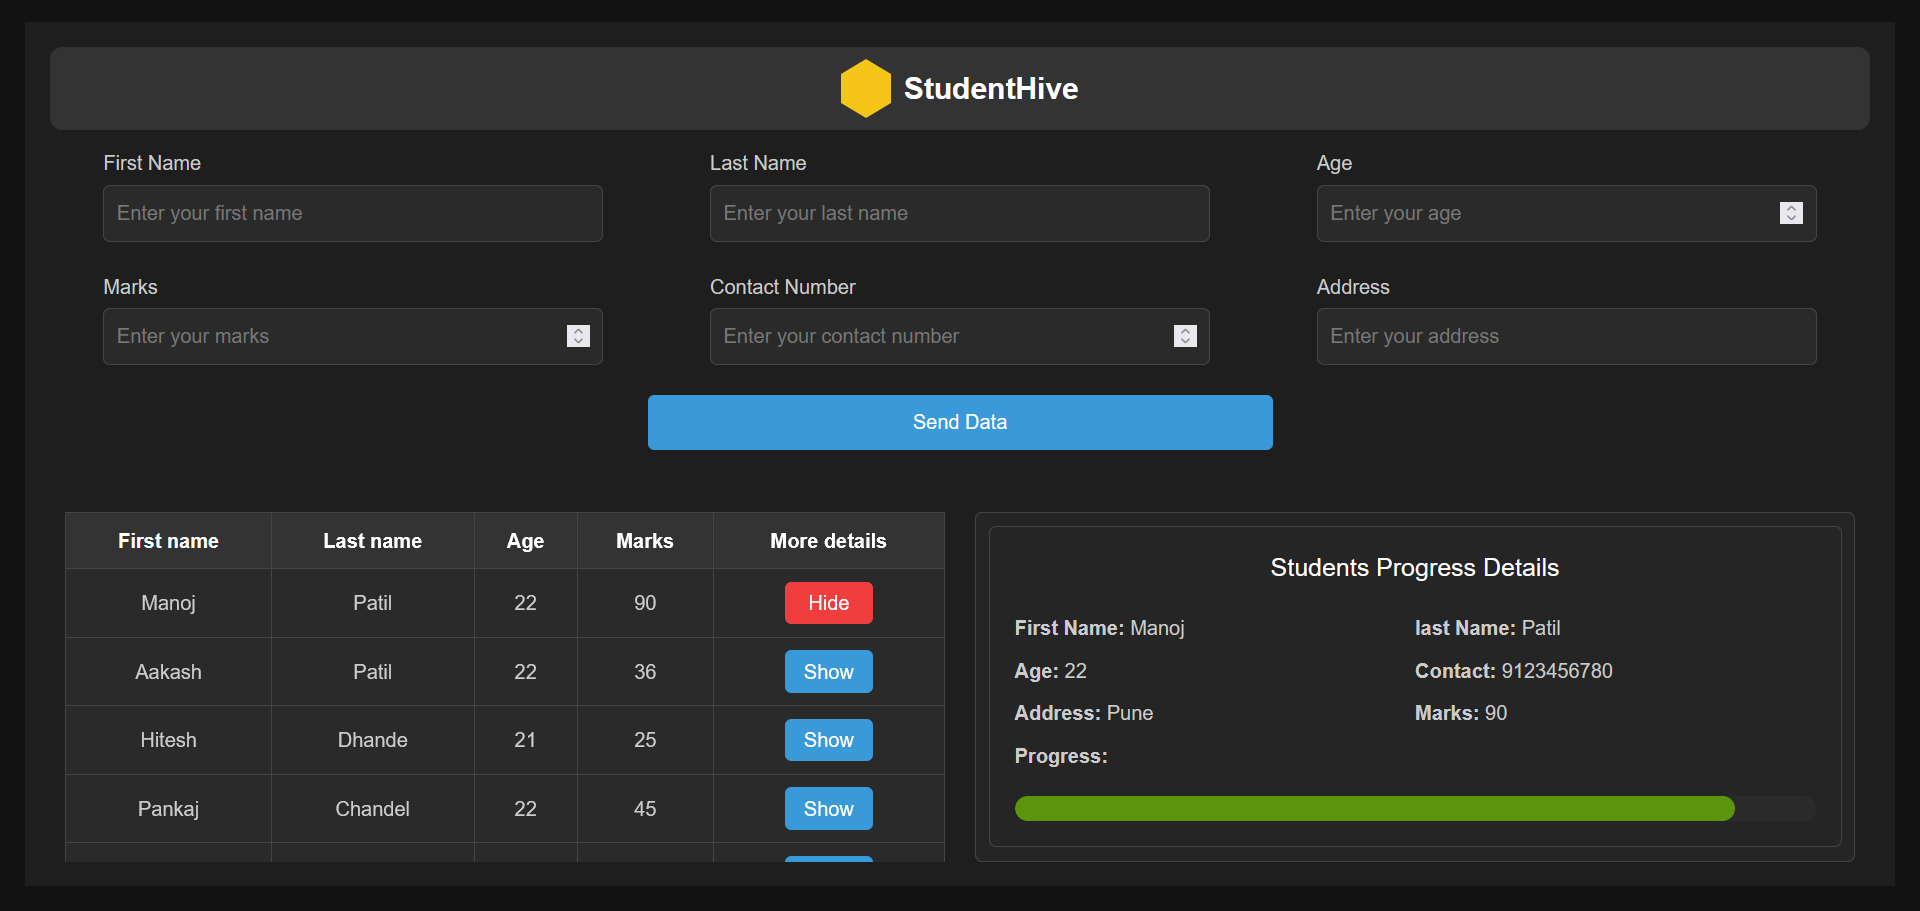 StudentHive
First Name Last Name Age
Enter your first name Enter your last name Enter your age
Marks Contact Number Address
Enter your marks Enter your contact number Enter your address
Send Data
First name Last name Age Marks More details
Manoj Patil 22 90 Hide
Aakash Patil 22 36 Show
Hitesh Dhande 21 25 Show
Pankaj Chandel 22 45 Show
Students Progress Details
First Name: Manoj last Name: Patil
Age: 22 Contact: 9123456780
Address: Pune Marks: 90
Progress: